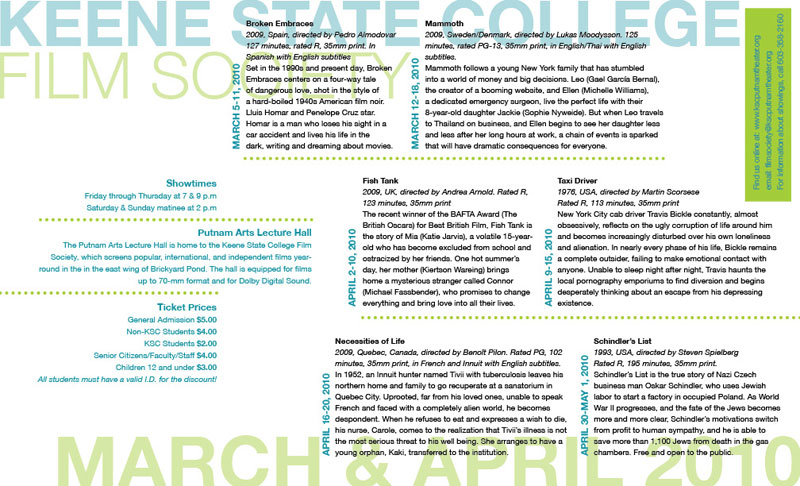 KEENE STATE COLLEGE
FILM SOCIETY
MARCH 5-11, 2010
Broken Embraces
2009, Spain, directed by Pedro Almodovar
127 minutes, rated R, 35mm print. In
Spanish with English subtitles
Set in the 1990s and present day, Broken
Embraces centers on a four-way tale
of dangerous love, shot in the style of
a hard-boiled 1940s American film noir.
Lluis Homar and Penelope Cruz star.
Homar is a man who loses his sight in a
car accident and lives his life in the
dark, writing and dreaming about movies.
MARCH 12-18, 2010
Mammoth
2009, Sweden/Denmark, directed by Lukas Moodysson. 125
minutes, rated PG-13, 35mm print, in English/Thai with English
subtitles.
Mammoth follows a young New York family that has stumbled
into a world of money and big decisions. Leo (Gael García Bernal),
the creator of a booming website, and Ellen (Michelle Williams),
a dedicated emergency surgeon, live the perfect life with their
8-year-old daughter Jackie (Sophie Nyweide). But when Leo travels
to Thailand on business, and Ellen begins to see her daughter less
and less after her long hours at work, a chain of events is sparked
that will have dramatic consequences for everyone.
Find us online at: www.kscputnamtheater.org
email: filmsociety@kscputnamtheater.org
For information about showings, call 603-358-2160
Showtimes
Friday through Thursday at 7 & 9 p.m
Saturday & Sunday matinee at 2 p.m
Putnam Arts Lecture Hall
The Putnam Arts Lecture Hall is home to the Keene State College Film
Society, which screens popular, international, and independent films year-
round in the in the east wing of Brickyard Pond. The hall is equipped for films
up to 70-mm format and for Dolby Digital Sound.
Ticket Prices
General Admission $5.00
Non-KSC Students $4.00
KSC Students $2.00
Senior Citizens/Faculty/Staff $4.00
Children 12 and under $3.00
All students must have a valid I.D. for the discount!
APRIL 2-10, 2010
Fish Tank
2009, UK, directed by Andrea Arnold. Rated R,
123 minutes, 35mm print
The recent winner of the BAFTA Award (The
British Oscars) for Best British Film, Fish Tank is
the story of Mia (Katie Jarvis), a volatile 15-year-
old who has become excluded from school and
ostracized by her friends. One hot summer's
day, her mother (Kiertson Wareing) brings
home a mysterious stranger called Connor
(Michael Fassbender), who promises to change
everything and bring love into all their lives.
APRIL 9-15, 2010
Taxi Driver
1976, USA, directed by Martin Scorsese
Rated R, 113 minutes, 35mm print
New York City cab driver Travis Bickle constantly, almost
obsessively, reflects on the ugly corruption of life around him
and becomes increasingly disturbed over his own loneliness
and alienation. In nearly every phase of his life, Bickle remains
a complete outsider, failing to make emotional contact with
anyone. Unable to sleep night after night, Travis haunts the
local pornography emporiums to find diversion and begins
desperately thinking about an escape from his depressing
existence.
APRIL 16-20, 2010
Necessities of Life
2009, Quebec, Canada, directed by Benoît Pilon. Rated PG, 102
minutes, 35mm print, in French and Innuit with English subtitles.
In 1952, an Innuit hunter named Tivii with tuberculosis leaves his
northern home and family to go recuperate at a sanatorium in
Quebec City. Uprooted, far from his loved ones, unable to speak
French and faced with a completely alien world, he becomes
despondent. When he refuses to eat and expresses a wish to die,
his nurse, Carole, comes to the realization that Tivii's illness is not
the most serious threat to his well being. She arranges to have a
young orphan, Kaki, transferred to the institution.
APRIL 30-MAY 1, 2010
Schindler's List
1993, USA, directed by Steven Spielberg
Rated R, 195 minutes, 35mm print.
Schindler's List is the true story of Nazi Czech
business man Oskar Schindler, who uses Jewish
labor to start a factory in occupied Poland. As World
War II progresses, and the fate of the Jews becomes
more and more clear, Schindler's motivations switch
from profit to human sympathy, and he is able to
save more than 1,100 Jews from death in the gas
chambers. Free and open to the public.
MARCH & APRIL 2010